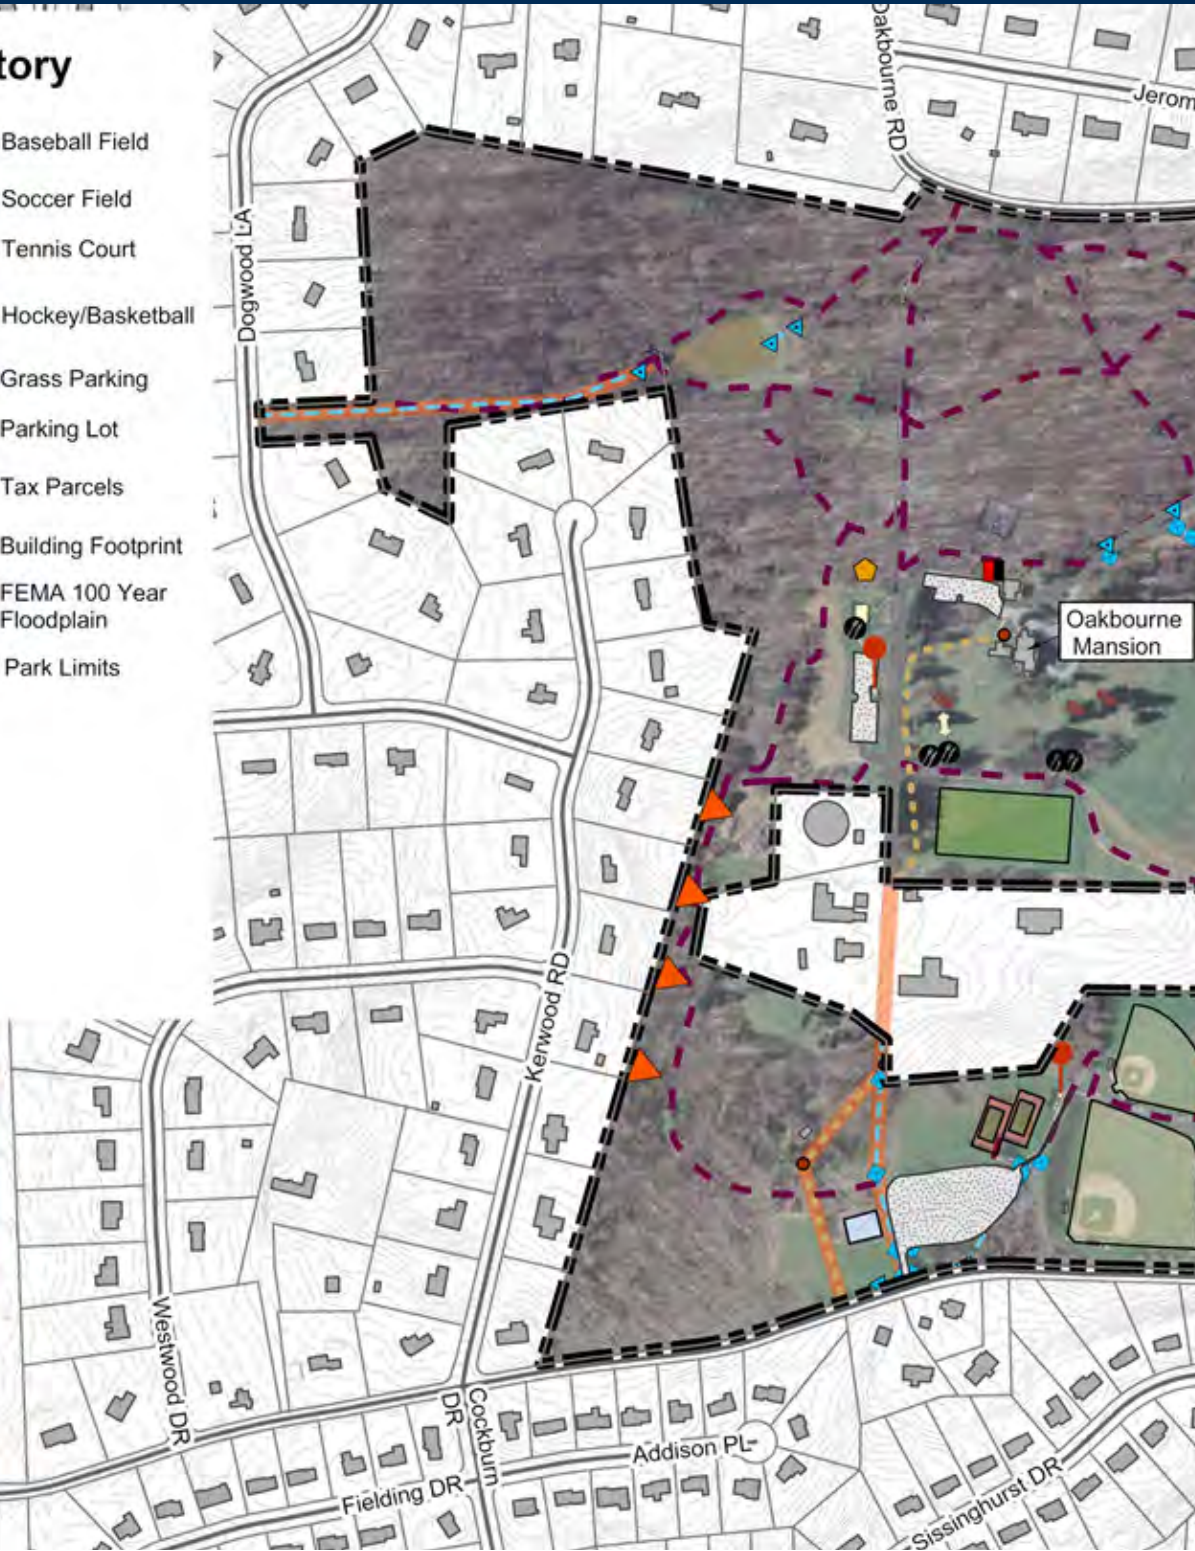 tory
Baseball Field
Soccer Field
Tennis Court
Hockey/Basketball
Grass Parking
Parking Lot
Tax Parcels
Building Footprint
FEMA 100 Year
Floodplain
Park Limits
Oakbourne RD
Jerom
Dogwood LA
Oakbourne
Mansion
Kerwood RD
Westwood DR
Cockburn
DR
Addison PL
Fielding DR
Sissinghurst DR